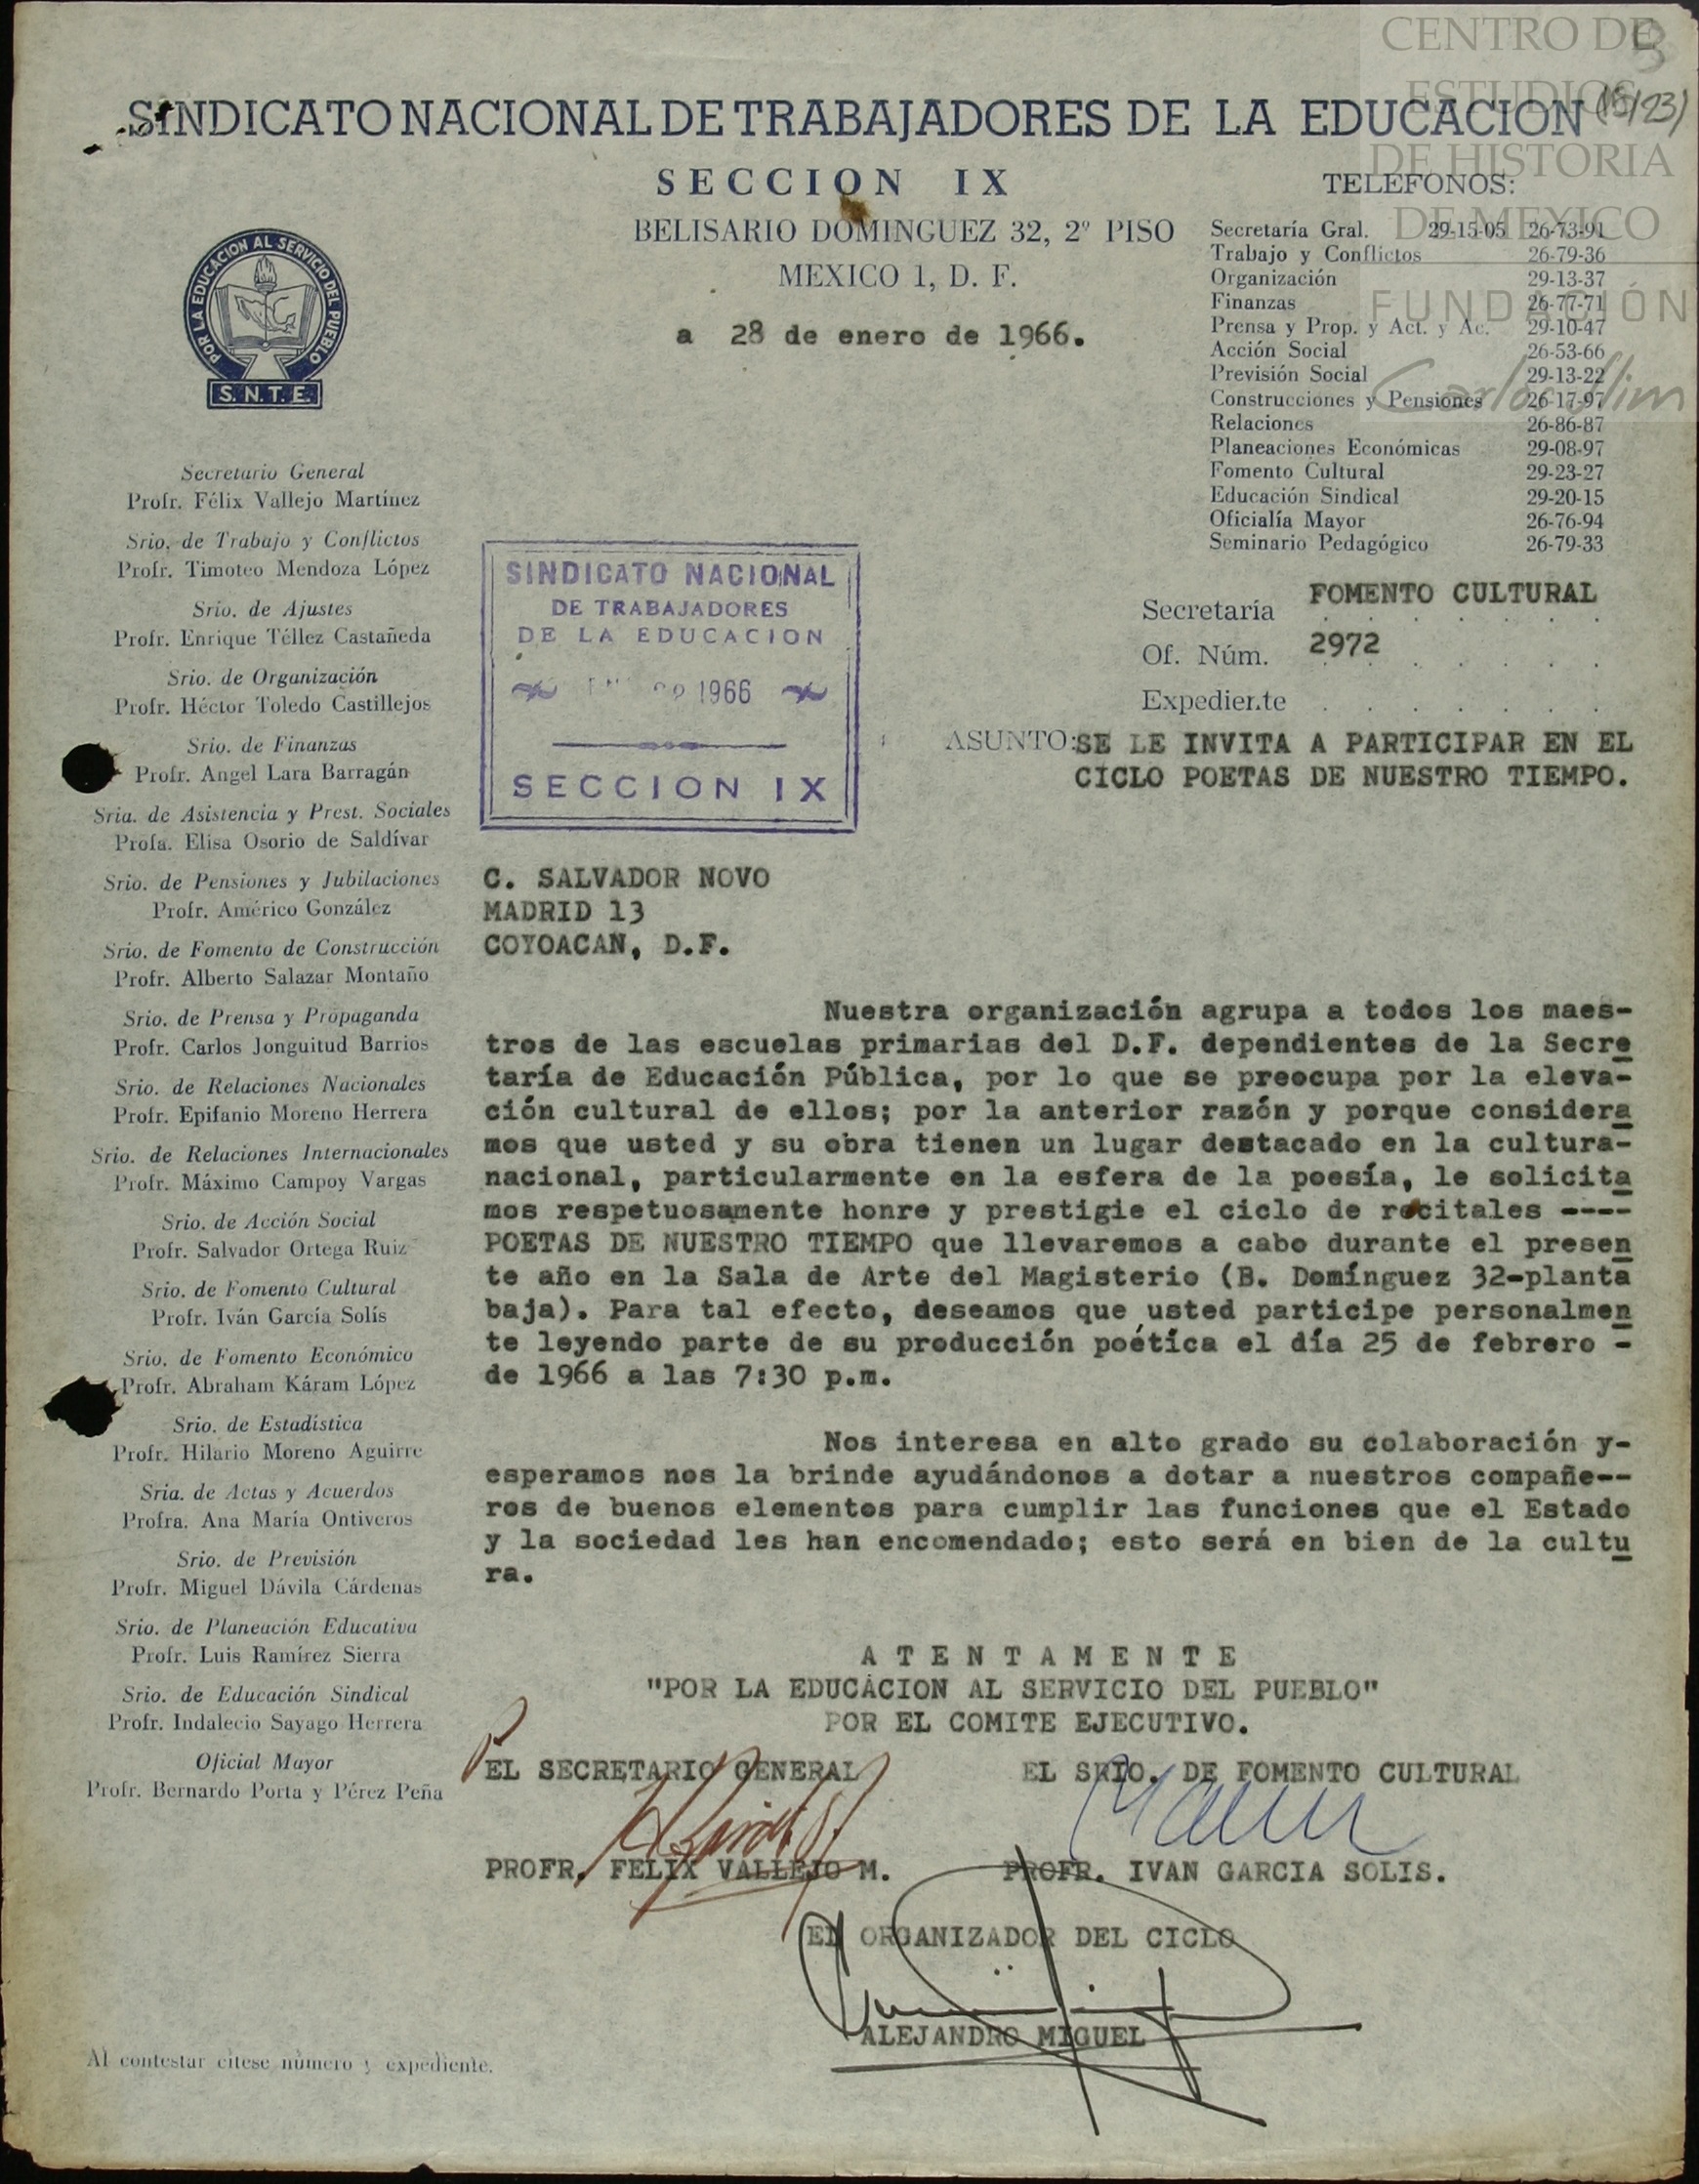 CENTRO DE
ESTUDIOS
DE HISTORIA
DE MEXICO
FUNDACIÓN
Carlos Slim
(18/23)
SINDICATO NACIONAL DE TRABAJADORES DE LA EDUCACION
SECCION IX
BELISARIO DOMINGUEZ 32, 2º PISO
MEXICO 1, D. F.
a 28 de enero de 1966.
POR LA EDUCACION AL SERVICIO DEL PUEBLO
S.N.T.E.
TELEFONOS:
Secretaría Gral. 29-15-05 26-73-91
Trabajo y Conflictos 26-79-36
Organización 29-13-37
Finanzas 26-77-71
Prensa y Prop. y Act. y Ac. 29-10-47
Acción Social 26-53-66
Previsión Social 29-13-22
Construcciones y Pensiones 26-17-97
Relaciones 26-86-87
Planeaciones Económicas 29-08-97
Fomento Cultural 29-23-27
Educación Sindical 29-20-15
Oficialía Mayor 26-76-94
Seminario Pedagógico 26-79-33
Secretaría FOMENTO CULTURAL
Of. Núm. 2972
Expediente
ASUNTO: SE LE INVITA A PARTICIPAR EN EL
CICLO POETAS DE NUESTRO TIEMPO.
SINDICATO NACIONAL
DE TRABAJADORES
DE LA EDUCACION
1966
SECCION IX
Secretario General
Profr. Félix Vallejo Martínez
Srio. de Trabajo y Conflictos
Profr. Timoteo Mendoza López
Srio. de Ajustes
Profr. Enrique Téllez Castañeda
Srio. de Organización
Profr. Héctor Toledo Castillejos
Srio. de Finanzas
Profr. Angel Lara Barragán
Sria. de Asistencia y Prest. Sociales
Profa. Elisa Osorio de Saldívar
Srio. de Pensiones y Jubilaciones
Profr. Américo González
Srio. de Fomento de Construcción
Profr. Alberto Salazar Montaño
Srio. de Prensa y Propaganda
Profr. Carlos Jonguitud Barrios
Srio. de Relaciones Nacionales
Profr. Epifanio Moreno Herrera
Srio. de Relaciones Internacionales
Profr. Máximo Campoy Vargas
Srio. de Acción Social
Profr. Salvador Ortega Ruiz
Srio. de Fomento Cultural
Profr. Iván García Solís
Srio. de Fomento Económico
Profr. Abraham Káram López
Srio. de Estadística
Profr. Hilario Moreno Aguirre
Sria. de Actas y Acuerdos
Profra. Ana María Ontiveros
Srio. de Previsión
Profr. Miguel Dávila Cárdenas
Srio. de Planeación Educativa
Profr. Luis Ramírez Sierra
Srio. de Educación Sindical
Profr. Indalecio Sayago Herrera
Oficial Mayor
Profr. Bernardo Porta y Pérez Peña
C. SALVADOR NOVO
MADRID 13
COYOACAN, D.F.
Nuestra organización agrupa a todos los maes-
tros de las escuelas primarias del D.F. dependientes de la Secre
taría de Educación Pública, por lo que se preocupa por la eleva-
ción cultural de ellos; por la anterior razón y porque considera
mos que usted y su obra tienen un lugar destacado en la cultura-
nacional, particularmente en la esfera de la poesía, le solicita
mos respetuosamente honre y prestigie el ciclo de recitales ----
POETAS DE NUESTRO TIEMPO que llevaremos a cabo durante el presen
te año en la Sala de Arte del Magisterio (B. Domínguez 32-planta
baja). Para tal efecto, deseamos que usted participe personalmen
te leyendo parte de su producción poética el día 25 de febrero -
de 1966 a las 7:30 p.m.
Nos interesa en alto grado su colaboración y-
esperamos nos la brinde ayudándonos a dotar a nuestros compañe--
ros de buenos elementos para cumplir las funciones que el Estado
y la sociedad les han encomendado; esto será en bien de la cultu
ra.
A T E N T A M E N T E
"POR LA EDUCACION AL SERVICIO DEL PUEBLO"
POR EL COMITE EJECUTIVO.
EL SECRETARIO GENERAL EL SRIO. DE FOMENTO CULTURAL
PROFR. FELIX VALLEJO M. PROFR. IVAN GARCIA SOLIS.
EL ORGANIZADOR DEL CICLO
ALEJANDRO MIGUEL
Al contestar cítese número y expediente.